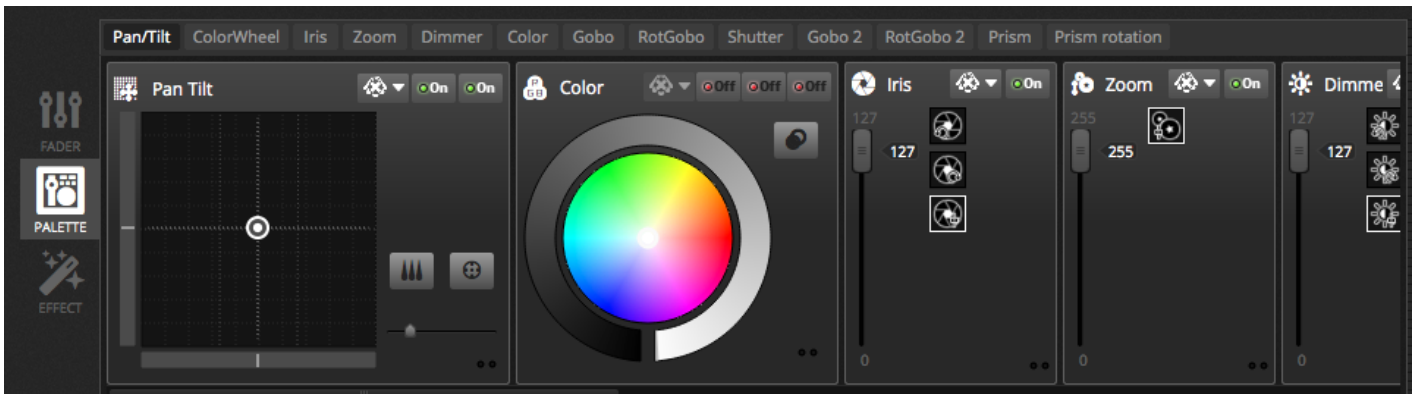 Pan/Tilt ColorWheel Iris Zoom Dimmer Color Gobo RotGobo Shutter Gobo 2 RotGobo 2 Prism Prism rotation
FADER
PALETTE
EFFECT
Pan Tilt On On
RGB Color Off Off Off
Iris On
127
127
0
Zoom On
255
255
0
Dimme
127
127
0